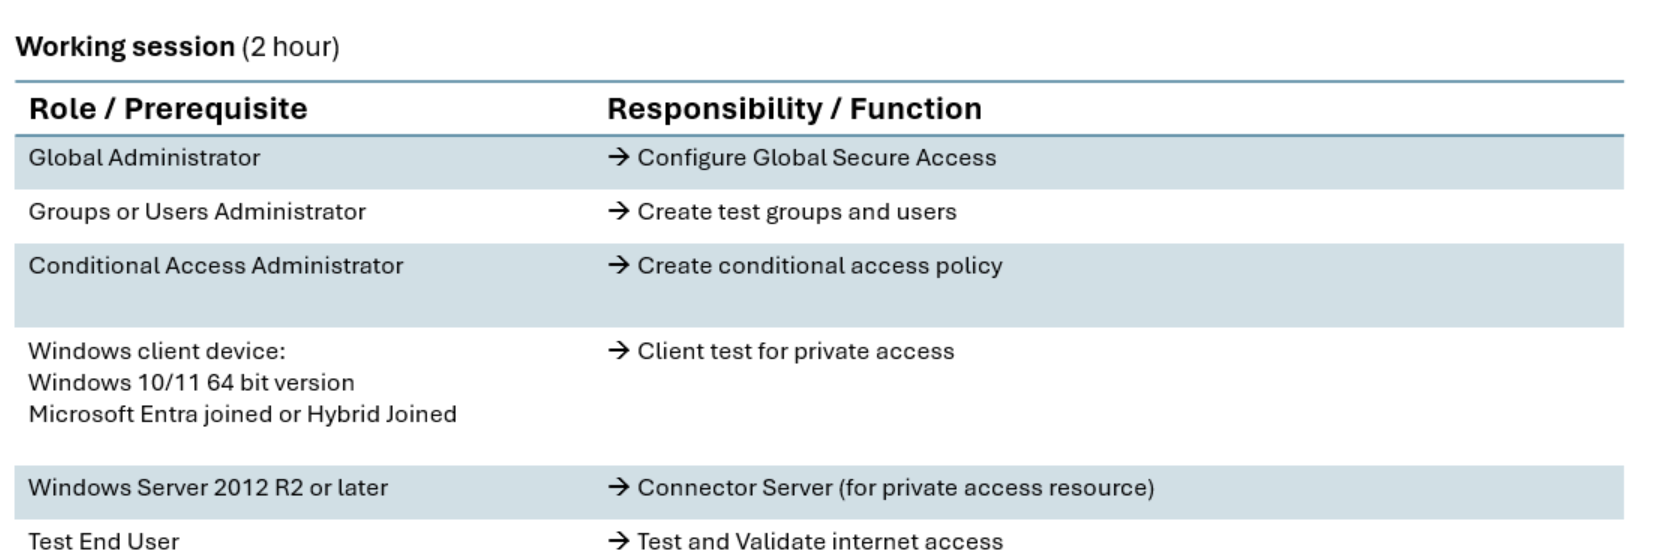 Working session (2 hour)
Role / Prerequisite Responsibility / Function
Global Administrator → Configure Global Secure Access
Groups or Users Administrator → Create test groups and users
Conditional Access Administrator → Create conditional access policy
Windows client device: → Client test for private access
Windows 10/11 64 bit version
Microsoft Entra joined or Hybrid Joined
Windows Server 2012 R2 or later → Connector Server (for private access resource)
Test End User → Test and Validate internet access